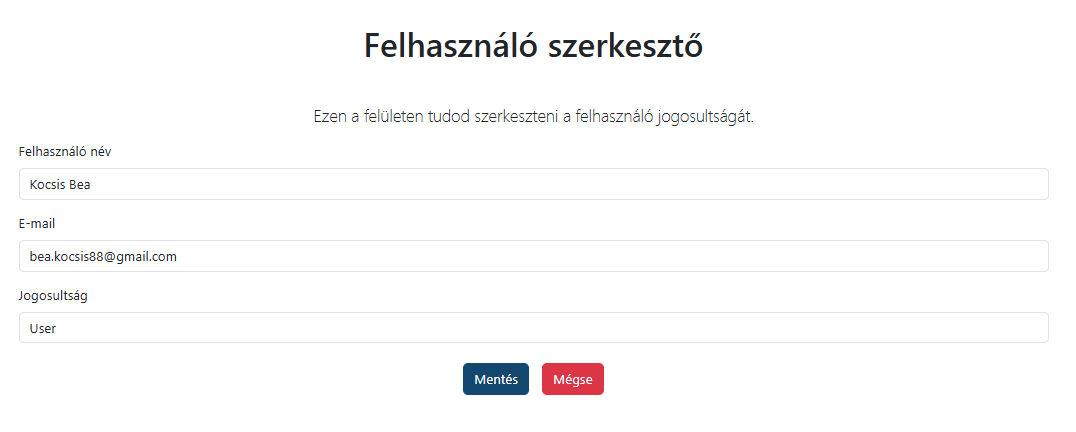 Felhasználó szerkesztő
Ezen a felületen tudod szerkeszteni a felhasználó jogosultságát.
Felhasználó név
Kocsis Bea
E-mail
bea.kocsis88@gmail.com
Jogosultság
User
Mentés Mégse